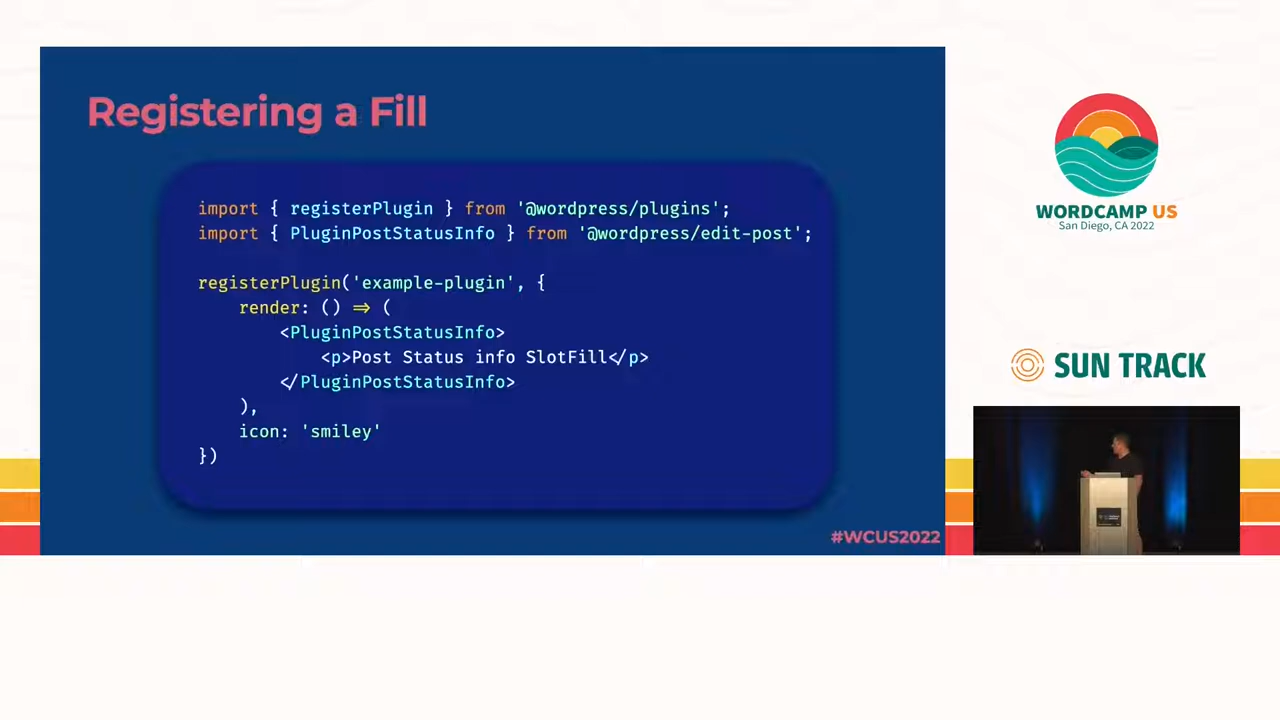 Registering a Fill
import { registerPlugin } from '@wordpress/plugins';
import { PluginPostStatusInfo } from '@wordpress/edit-post';
registerPlugin('example-plugin', {
render: () => (
<PluginPostStatusInfo>
<p>Post Status info SlotFill</p>
</PluginPostStatusInfo>
),
icon: 'smiley'
})
#WCUS2022
WORDCAMP US
San Diego, CA 2022
SUN TRACK